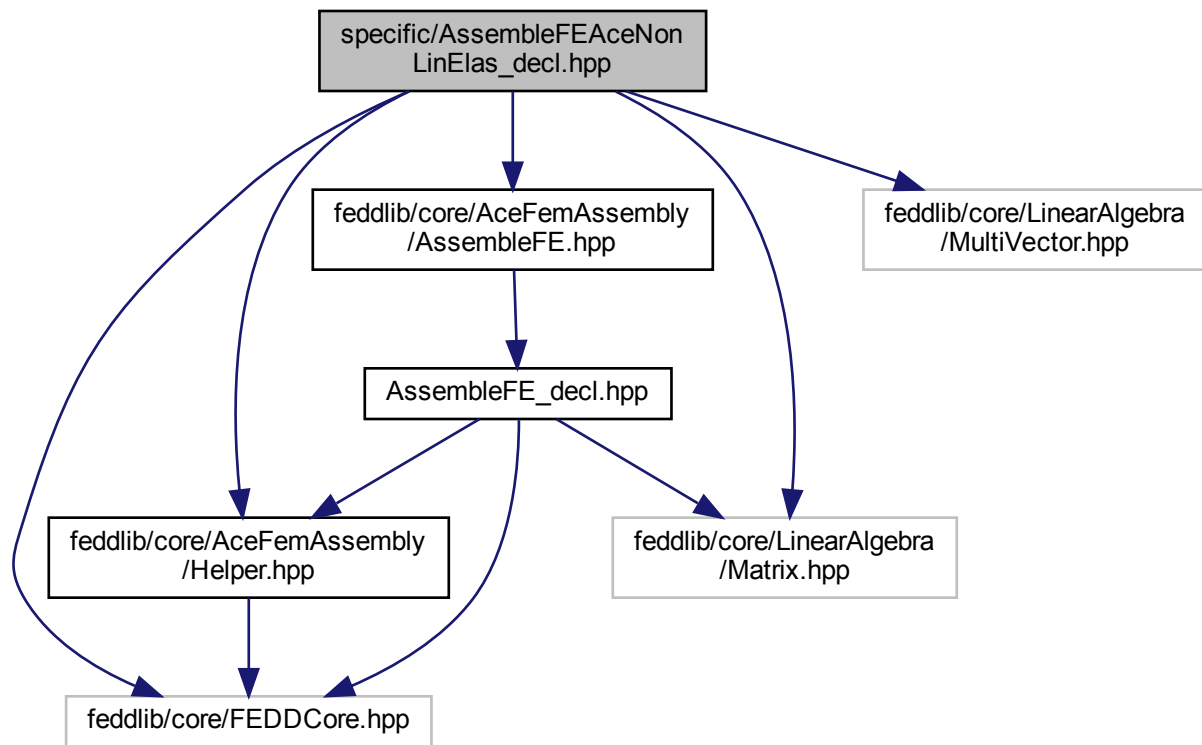 specific/AssembleFEAceNon
LinElas_decl.hpp
feddlib/core/AceFemAssembly
/AssembleFE.hpp
feddlib/core/LinearAlgebra
/MultiVector.hpp
AssembleFE_decl.hpp
feddlib/core/AceFemAssembly
/Helper.hpp
feddlib/core/LinearAlgebra
/Matrix.hpp
feddlib/core/FEDDCore.hpp